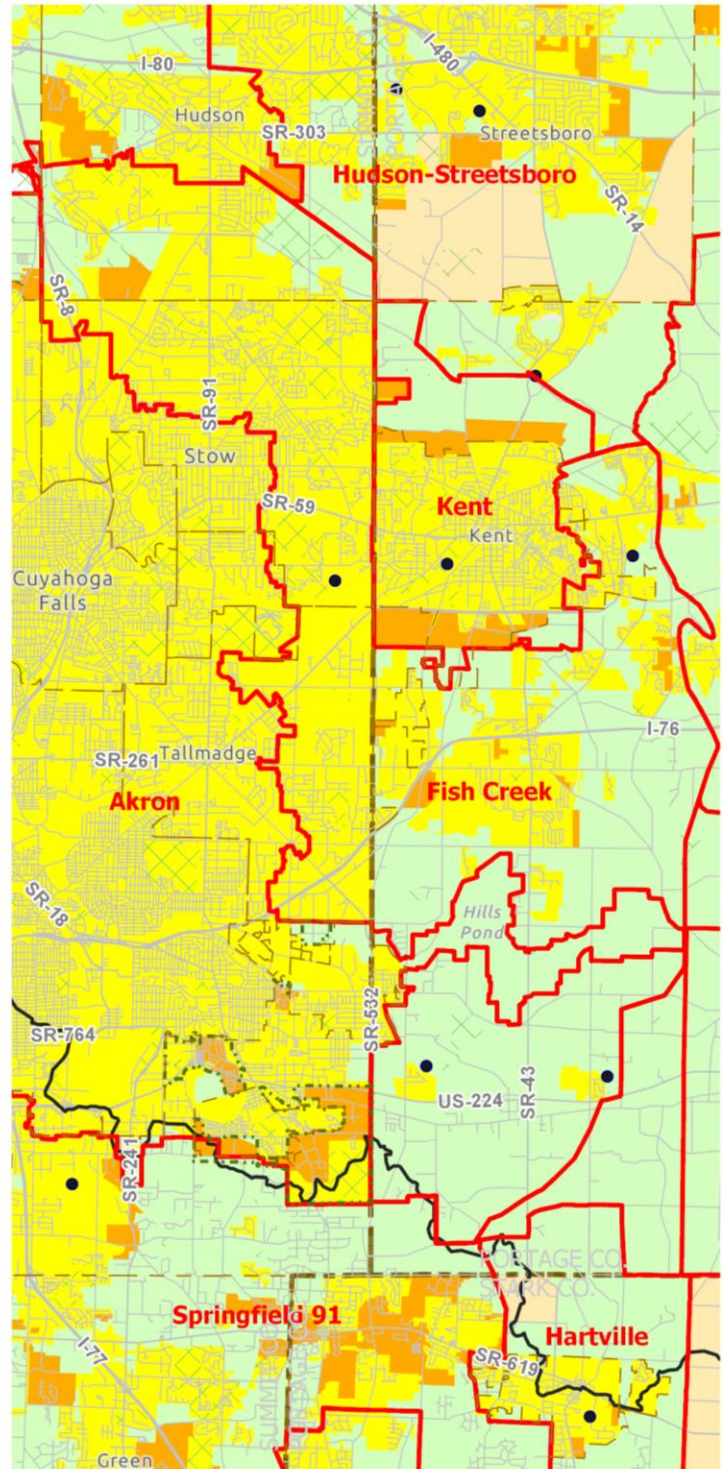 I-80
I-480
Hudson
SR-303
Streetsboro
Hudson-Streetsboro
SR-14
SR-8
SR-91
Stow
SR-59
Kent
Kent
Cuyahoga
Falls
I-76
SR-261
Tallmadge
Akron
Fish Creek
SR-18
Hills
Pond
SR-532
SR-764
US-224
SR-43
SR-241
PORTAGE CO.
STARK CO.
Springfield 91
Hartville
I-77
SR-619
Green